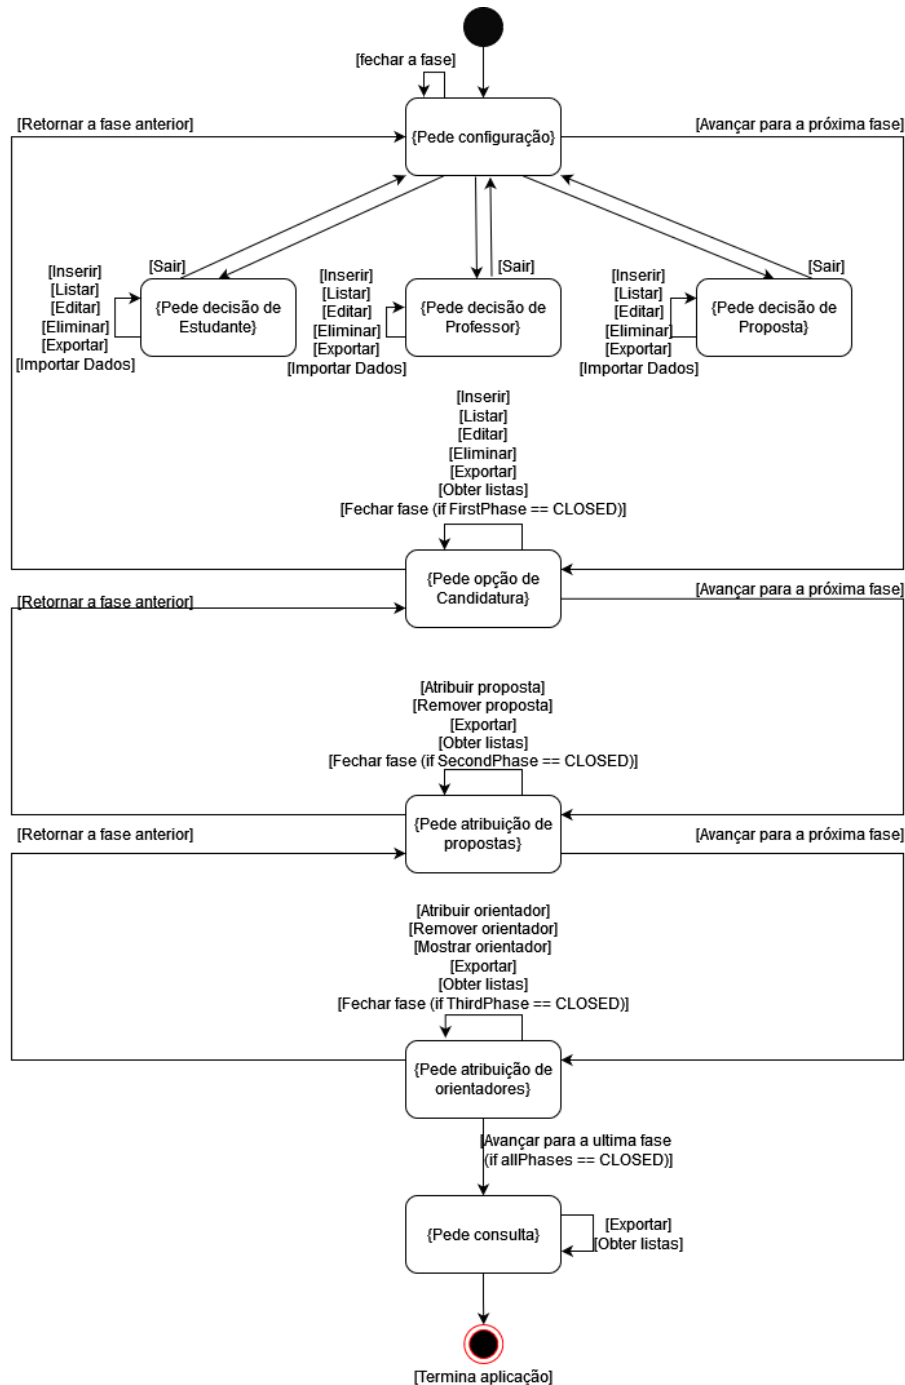 [fechar a fase]
[Retornar a fase anterior]
[Avançar para a próxima fase]
{Pede configuração}
[Inserir]
[Listar]
[Editar]
[Eliminar]
[Exportar]
[Importar Dados]
[Sair]
{Pede decisão de
Estudante}
[Inserir]
[Listar]
[Editar]
[Eliminar]
[Exportar]
[Importar Dados]
[Sair]
{Pede decisão de
Professor}
[Inserir]
[Listar]
[Editar]
[Eliminar]
[Exportar]
[Importar Dados]
[Sair]
{Pede decisão de
Proposta}
[Inserir]
[Listar]
[Editar]
[Eliminar]
[Exportar]
[Obter listas]
[Fechar fase (if FirstPhase == CLOSED)]
{Pede opção de
Candidatura}
[Retornar a fase anterior]
[Avançar para a próxima fase]
[Atribuir proposta]
[Remover proposta]
[Exportar]
[Obter listas]
[Fechar fase (if SecondPhase == CLOSED)]
{Pede atribuição de
propostas}
[Retornar a fase anterior]
[Avançar para a próxima fase]
[Atribuir orientador]
[Remover orientador]
[Mostrar orientador]
[Exportar]
[Obter listas]
[Fechar fase (if ThirdPhase == CLOSED)]
{Pede atribuição de
orientadores}
[Avançar para a ultima fase
(if allPhases == CLOSED)]
{Pede consulta}
[Exportar]
[Obter listas]
[Termina aplicação]